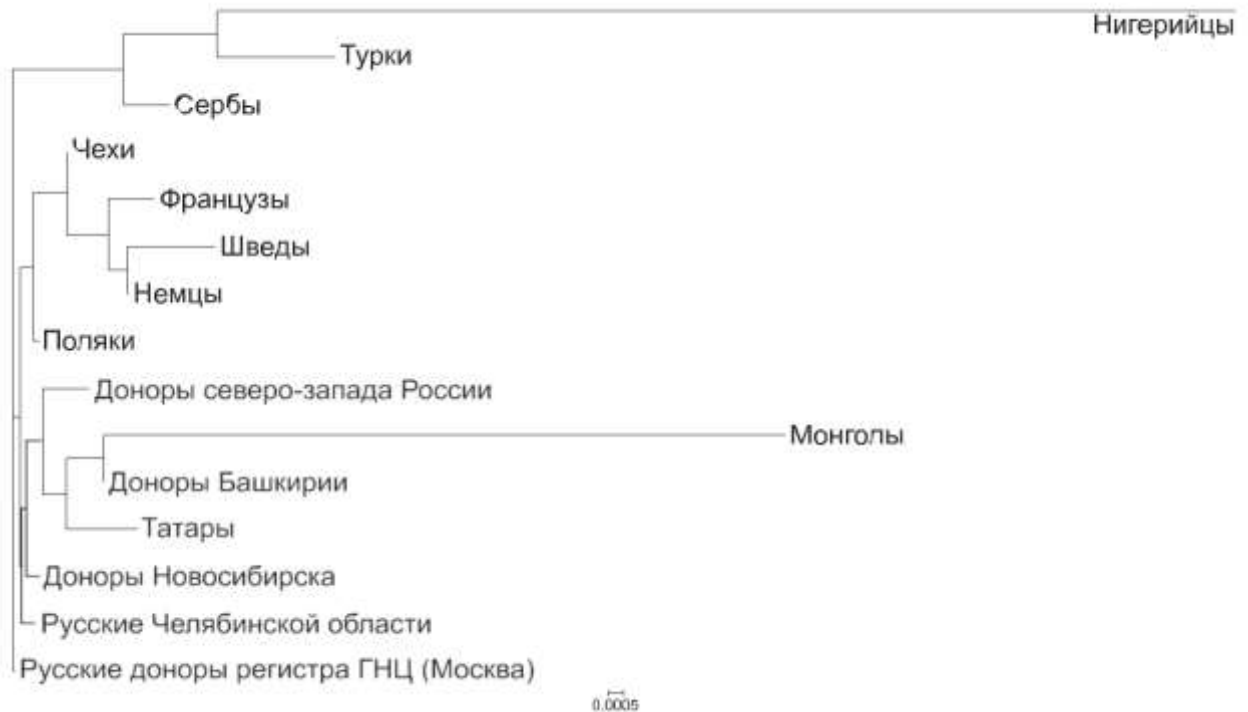 Нигерийцы
Турки
Сербы
Чехи
Французы
Шведы
Немцы
Поляки
Доноры северо-запада России
Монголы
Доноры Башкирии
Татары
Доноры Новосибирска
Русские Челябинской области
Русские доноры регистра ГНЦ (Москва)
0.0005